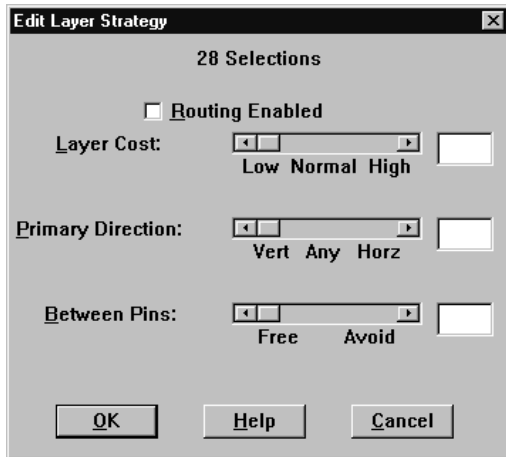 Edit Layer Strategy
28 Selections
Routing Enabled
Layer Cost:
Low Normal High
Primary Direction:
Vert Any Horz
Between Pins:
Free Avoid
OK Help Cancel